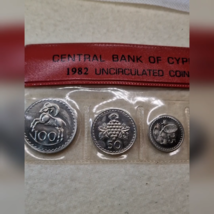 CENTRAL BANK OF CYP
1982 UNCIRCULATED COIN
100
50